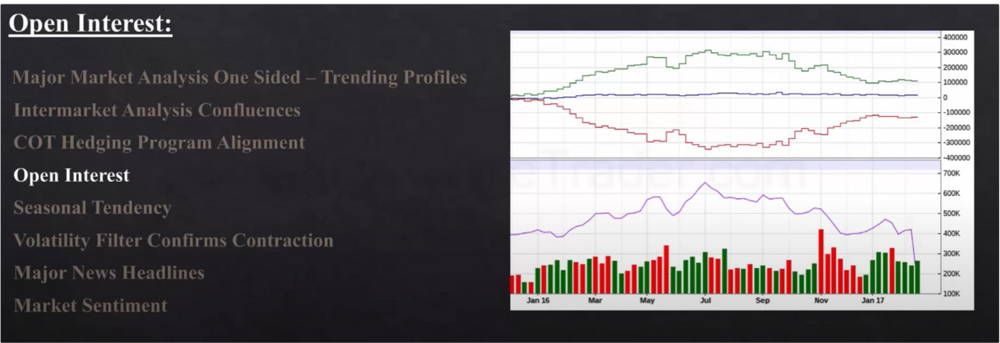 Open Interest:
Major Market Analysis One Sided – Trending Profiles
Intermarket Analysis Confluences
COT Hedging Program Alignment
Open Interest
Seasonal Tendency
Volatility Filter Confirms Contraction
Major News Headlines
Market Sentiment
400000
300000
200000
100000
0
-100000
-200000
-300000
-400000
700K
600K
500K
400K
300K
200K
100K
Jan 16 Mar May Jul Sep Nov Jan 17